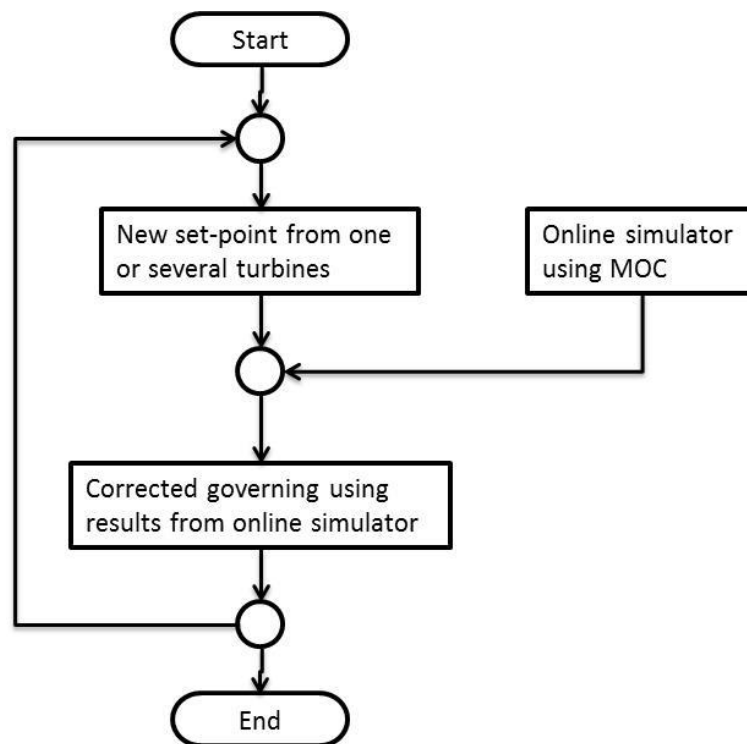 Start
New set-point from one
or several turbines
Online simulator
using MOC
Corrected governing using
results from online simulator
End